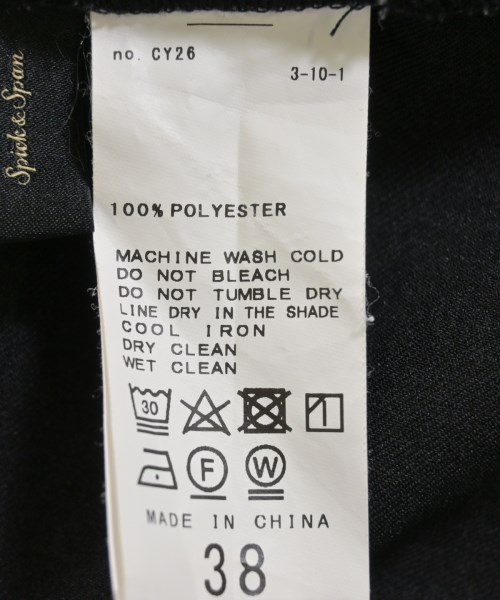 no. CY26
3-10-1
Spick & Span
100% POLYESTER
MACHINE WASH COLD
DO NOT BLEACH
DO NOT TUMBLE DRY
LINE DRY IN THE SHADE
COOL IRON
DRY CLEAN
WET CLEAN
30
F W
MADE IN CHINA
38